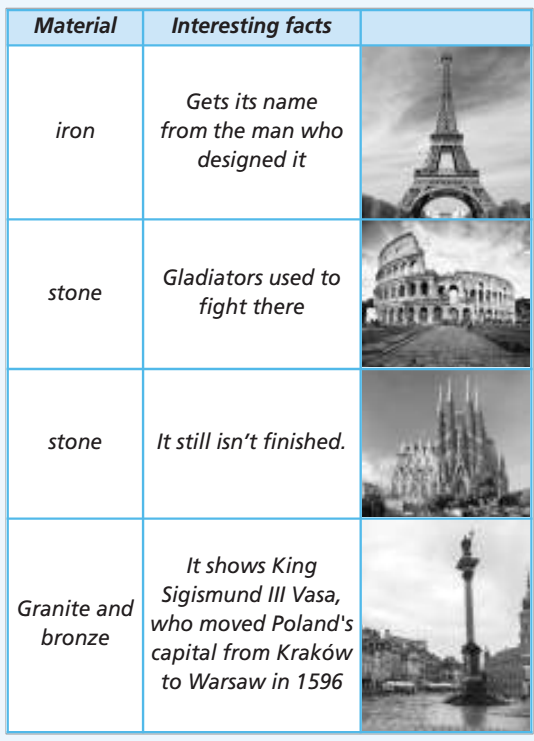 Material
Interesting facts
iron
Gets its name
from the man who
designed it
stone
Gladiators used to
fight there
stone
It still isn’t finished.
Granite and
bronze
It shows King
Sigismund III Vasa,
who moved Poland's
capital from Kraków
to Warsaw in 1596